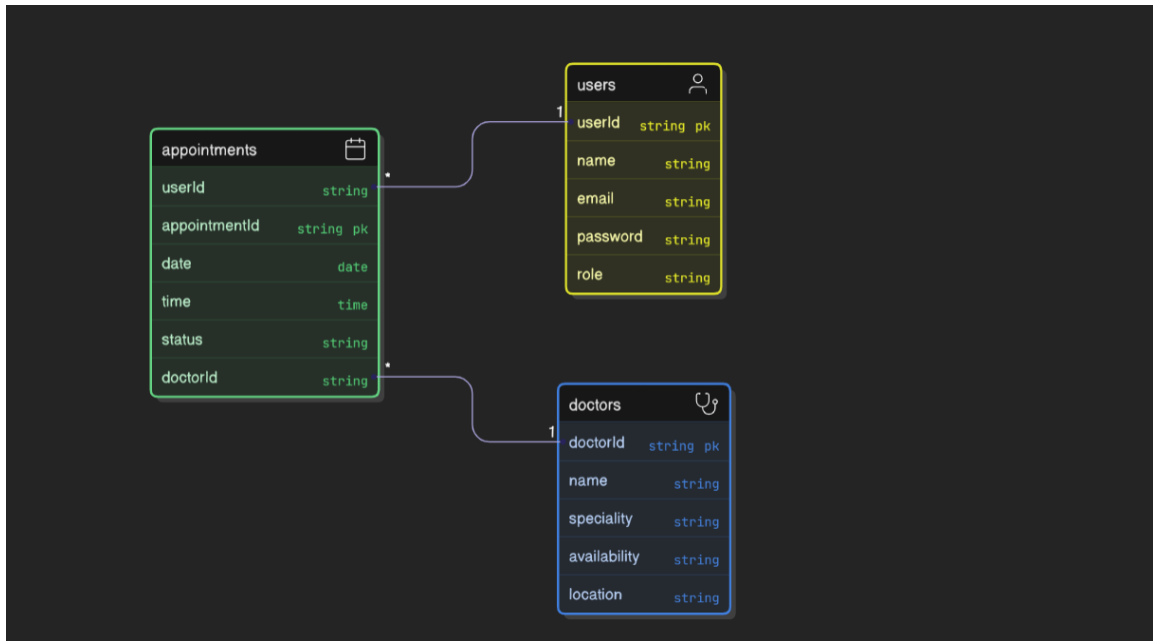 appointments
userId string
appointmentId string pk
date date
time time
status string
doctorId string
*
*
1
users
userId string pk
name string
email string
password string
role string
1
doctors
doctorId string pk
name string
speciality string
availability string
location string